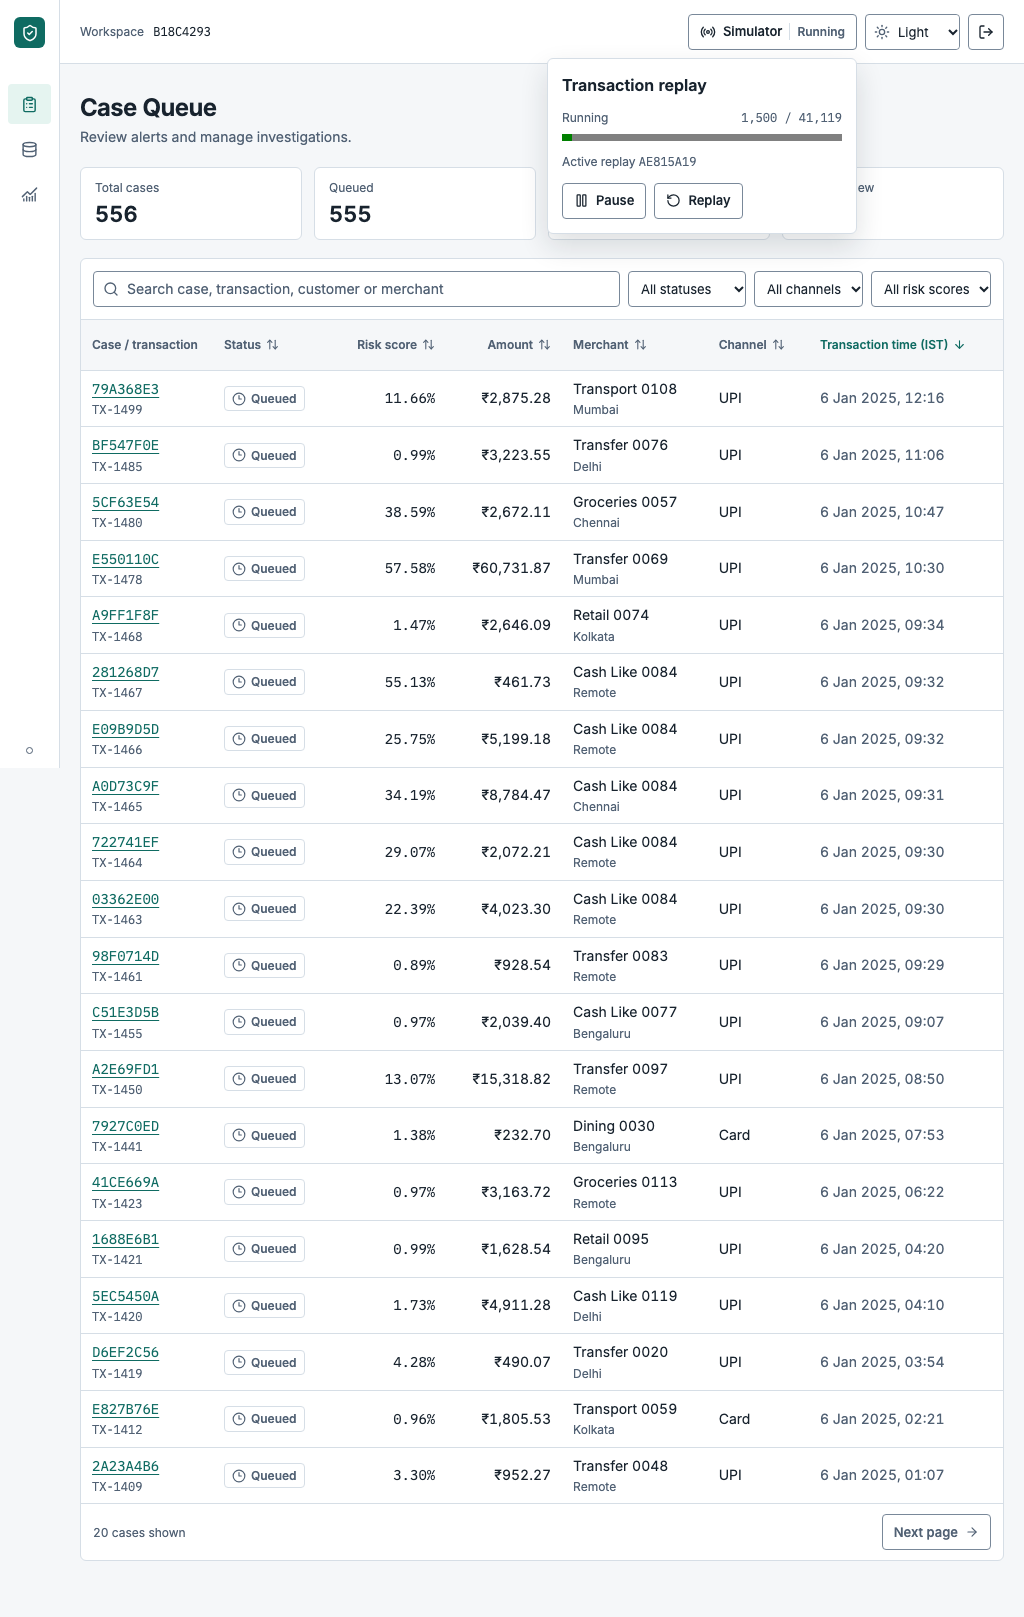 Workspace B18C4293
Simulator Running
Light
Transaction replay
Running 1,500 / 41,119
Active replay AE815A19
Pause Replay
Case Queue
Review alerts and manage investigations.
Total cases
556
Queued
555
ew
Search case, transaction, customer or merchant
All statuses
All channels
All risk scores
Case / transaction Status Risk score Amount Merchant Channel Transaction time (IST)
79A368E3 Queued 11.66% ₹2,875.28 Transport 0108 UPI 6 Jan 2025, 12:16
TX-1499 Mumbai
BF547F0E Queued 0.99% ₹3,223.55 Transfer 0076 UPI 6 Jan 2025, 11:06
TX-1485 Delhi
5CF63E54 Queued 38.59% ₹2,672.11 Groceries 0057 UPI 6 Jan 2025, 10:47
TX-1480 Chennai
E550110C Queued 57.58% ₹60,731.87 Transfer 0069 UPI 6 Jan 2025, 10:30
TX-1478 Mumbai
A9FF1F8F Queued 1.47% ₹2,646.09 Retail 0074 UPI 6 Jan 2025, 09:34
TX-1468 Kolkata
281268D7 Queued 55.13% ₹461.73 Cash Like 0084 UPI 6 Jan 2025, 09:32
TX-1467 Remote
E09B9D5D Queued 25.75% ₹5,199.18 Cash Like 0084 UPI 6 Jan 2025, 09:32
TX-1466 Remote
A0D73C9F Queued 34.19% ₹8,784.47 Cash Like 0084 UPI 6 Jan 2025, 09:31
TX-1465 Chennai
722741EF Queued 29.07% ₹2,072.21 Cash Like 0084 UPI 6 Jan 2025, 09:30
TX-1464 Remote
03362E00 Queued 22.39% ₹4,023.30 Cash Like 0084 UPI 6 Jan 2025, 09:30
TX-1463 Remote
98F0714D Queued 0.89% ₹928.54 Transfer 0083 UPI 6 Jan 2025, 09:29
TX-1461 Remote
C51E3D5B Queued 0.97% ₹2,039.40 Cash Like 0077 UPI 6 Jan 2025, 09:07
TX-1455 Bengaluru
A2E69FD1 Queued 13.07% ₹15,318.82 Transfer 0097 UPI 6 Jan 2025, 08:50
TX-1450 Remote
7927C0ED Queued 1.38% ₹232.70 Dining 0030 Card 6 Jan 2025, 07:53
TX-1441 Bengaluru
41CE669A Queued 0.97% ₹3,163.72 Groceries 0113 UPI 6 Jan 2025, 06:22
TX-1423 Remote
1688E6B1 Queued 0.99% ₹1,628.54 Retail 0095 UPI 6 Jan 2025, 04:20
TX-1421 Bengaluru
5EC5450A Queued 1.73% ₹4,911.28 Cash Like 0119 UPI 6 Jan 2025, 04:10
TX-1420 Delhi
D6EF2C56 Queued 4.28% ₹490.07 Transfer 0020 UPI 6 Jan 2025, 03:54
TX-1419 Delhi
E827B76E Queued 0.96% ₹1,805.53 Transport 0059 Card 6 Jan 2025, 02:21
TX-1412 Kolkata
2A23A4B6 Queued 3.30% ₹952.27 Transfer 0048 UPI 6 Jan 2025, 01:07
TX-1409 Remote
20 cases shown
Next page